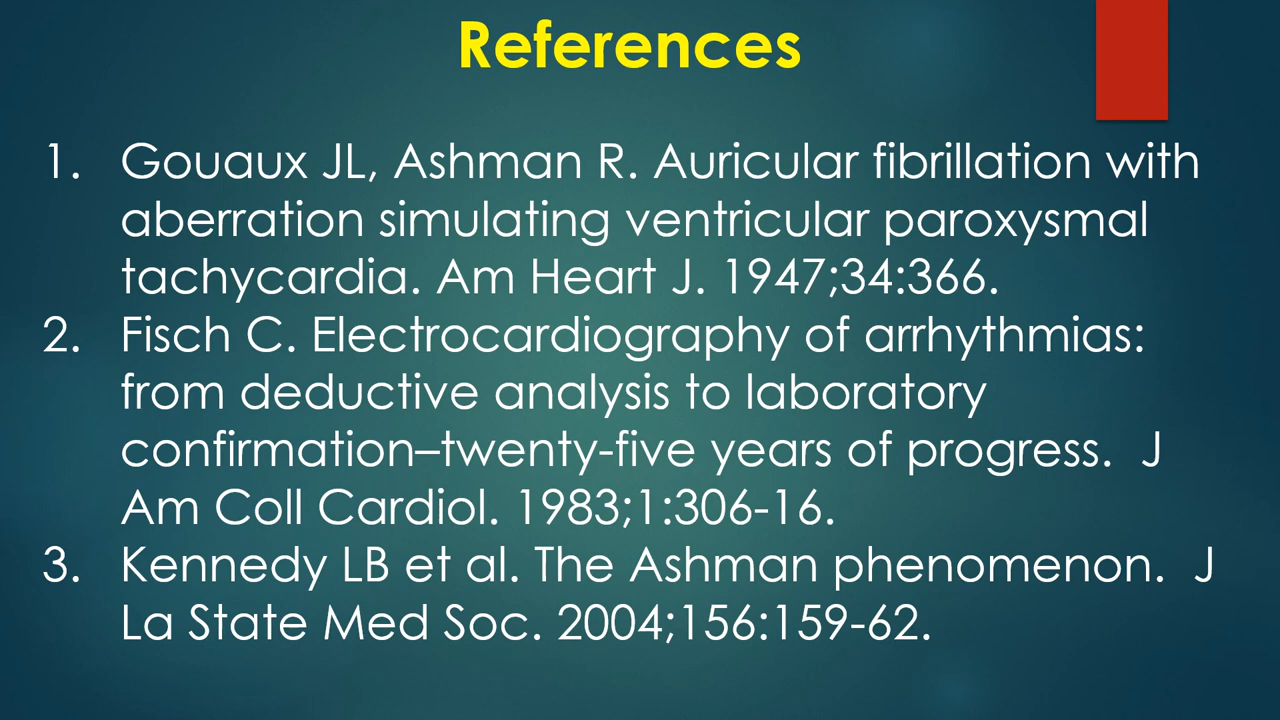 References
1. Gouaux JL, Ashman R. Auricular fibrillation with
aberration simulating ventricular paroxysmal
tachycardia. Am Heart J. 1947;34:366.
2. Fisch C. Electrocardiography of arrhythmias:
from deductive analysis to laboratory
confirmation–twenty-five years of progress.  J
Am Coll Cardiol. 1983;1:306-16.
3. Kennedy LB et al. The Ashman phenomenon.  J
La State Med Soc. 2004;156:159-62.